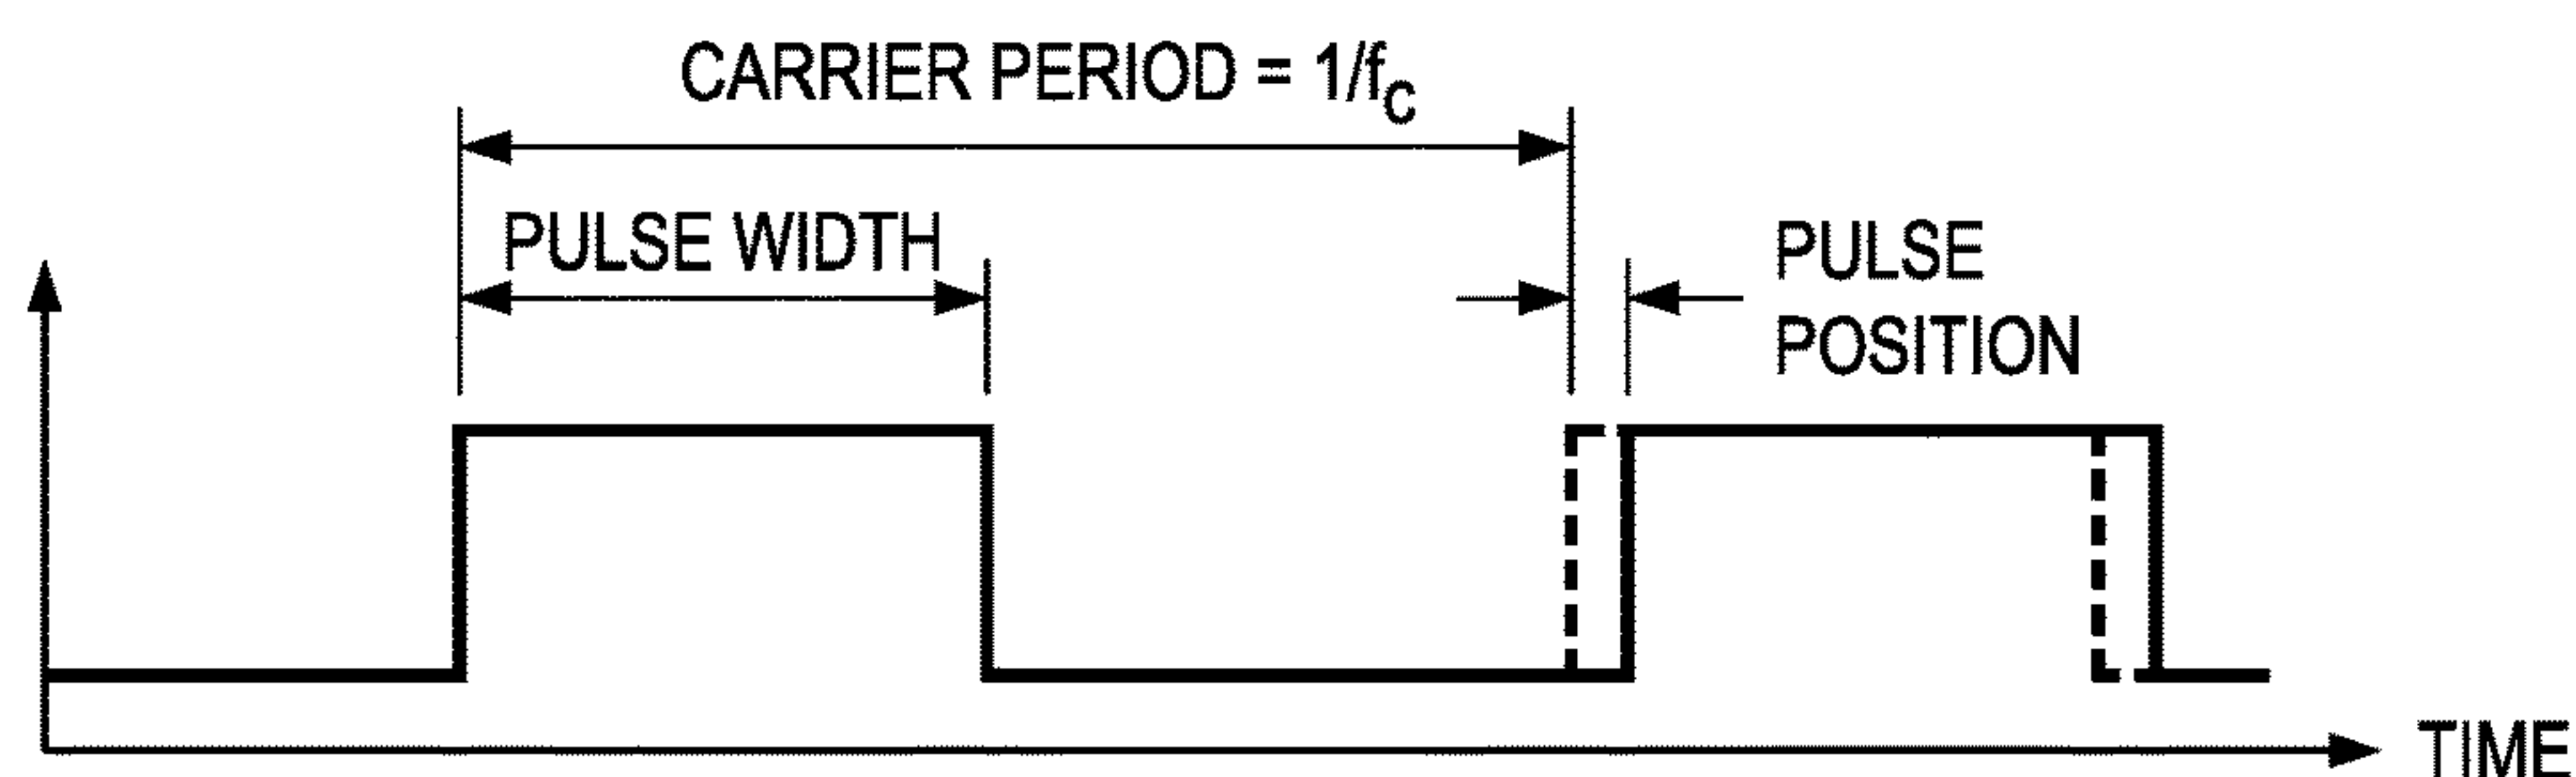 CARRIER PERIOD = 1/fC
PULSE WIDTH
PULSE
POSITION
TIME